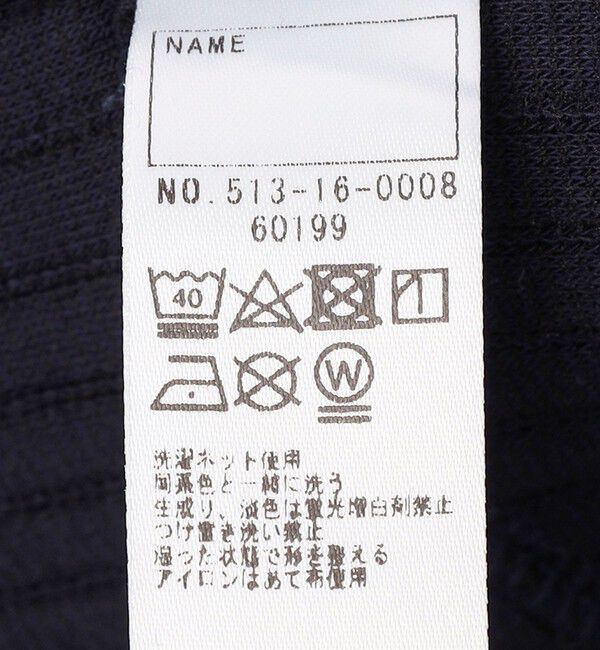 NAME
NO. 513-16-0008
60199
40
W
洗濯ネット使用
同系色と一緒に洗う
生成り、淡色は蛍光増白剤禁止
つけ置き洗い禁止
湿った状態で形を整える
アイロンはあて布使用